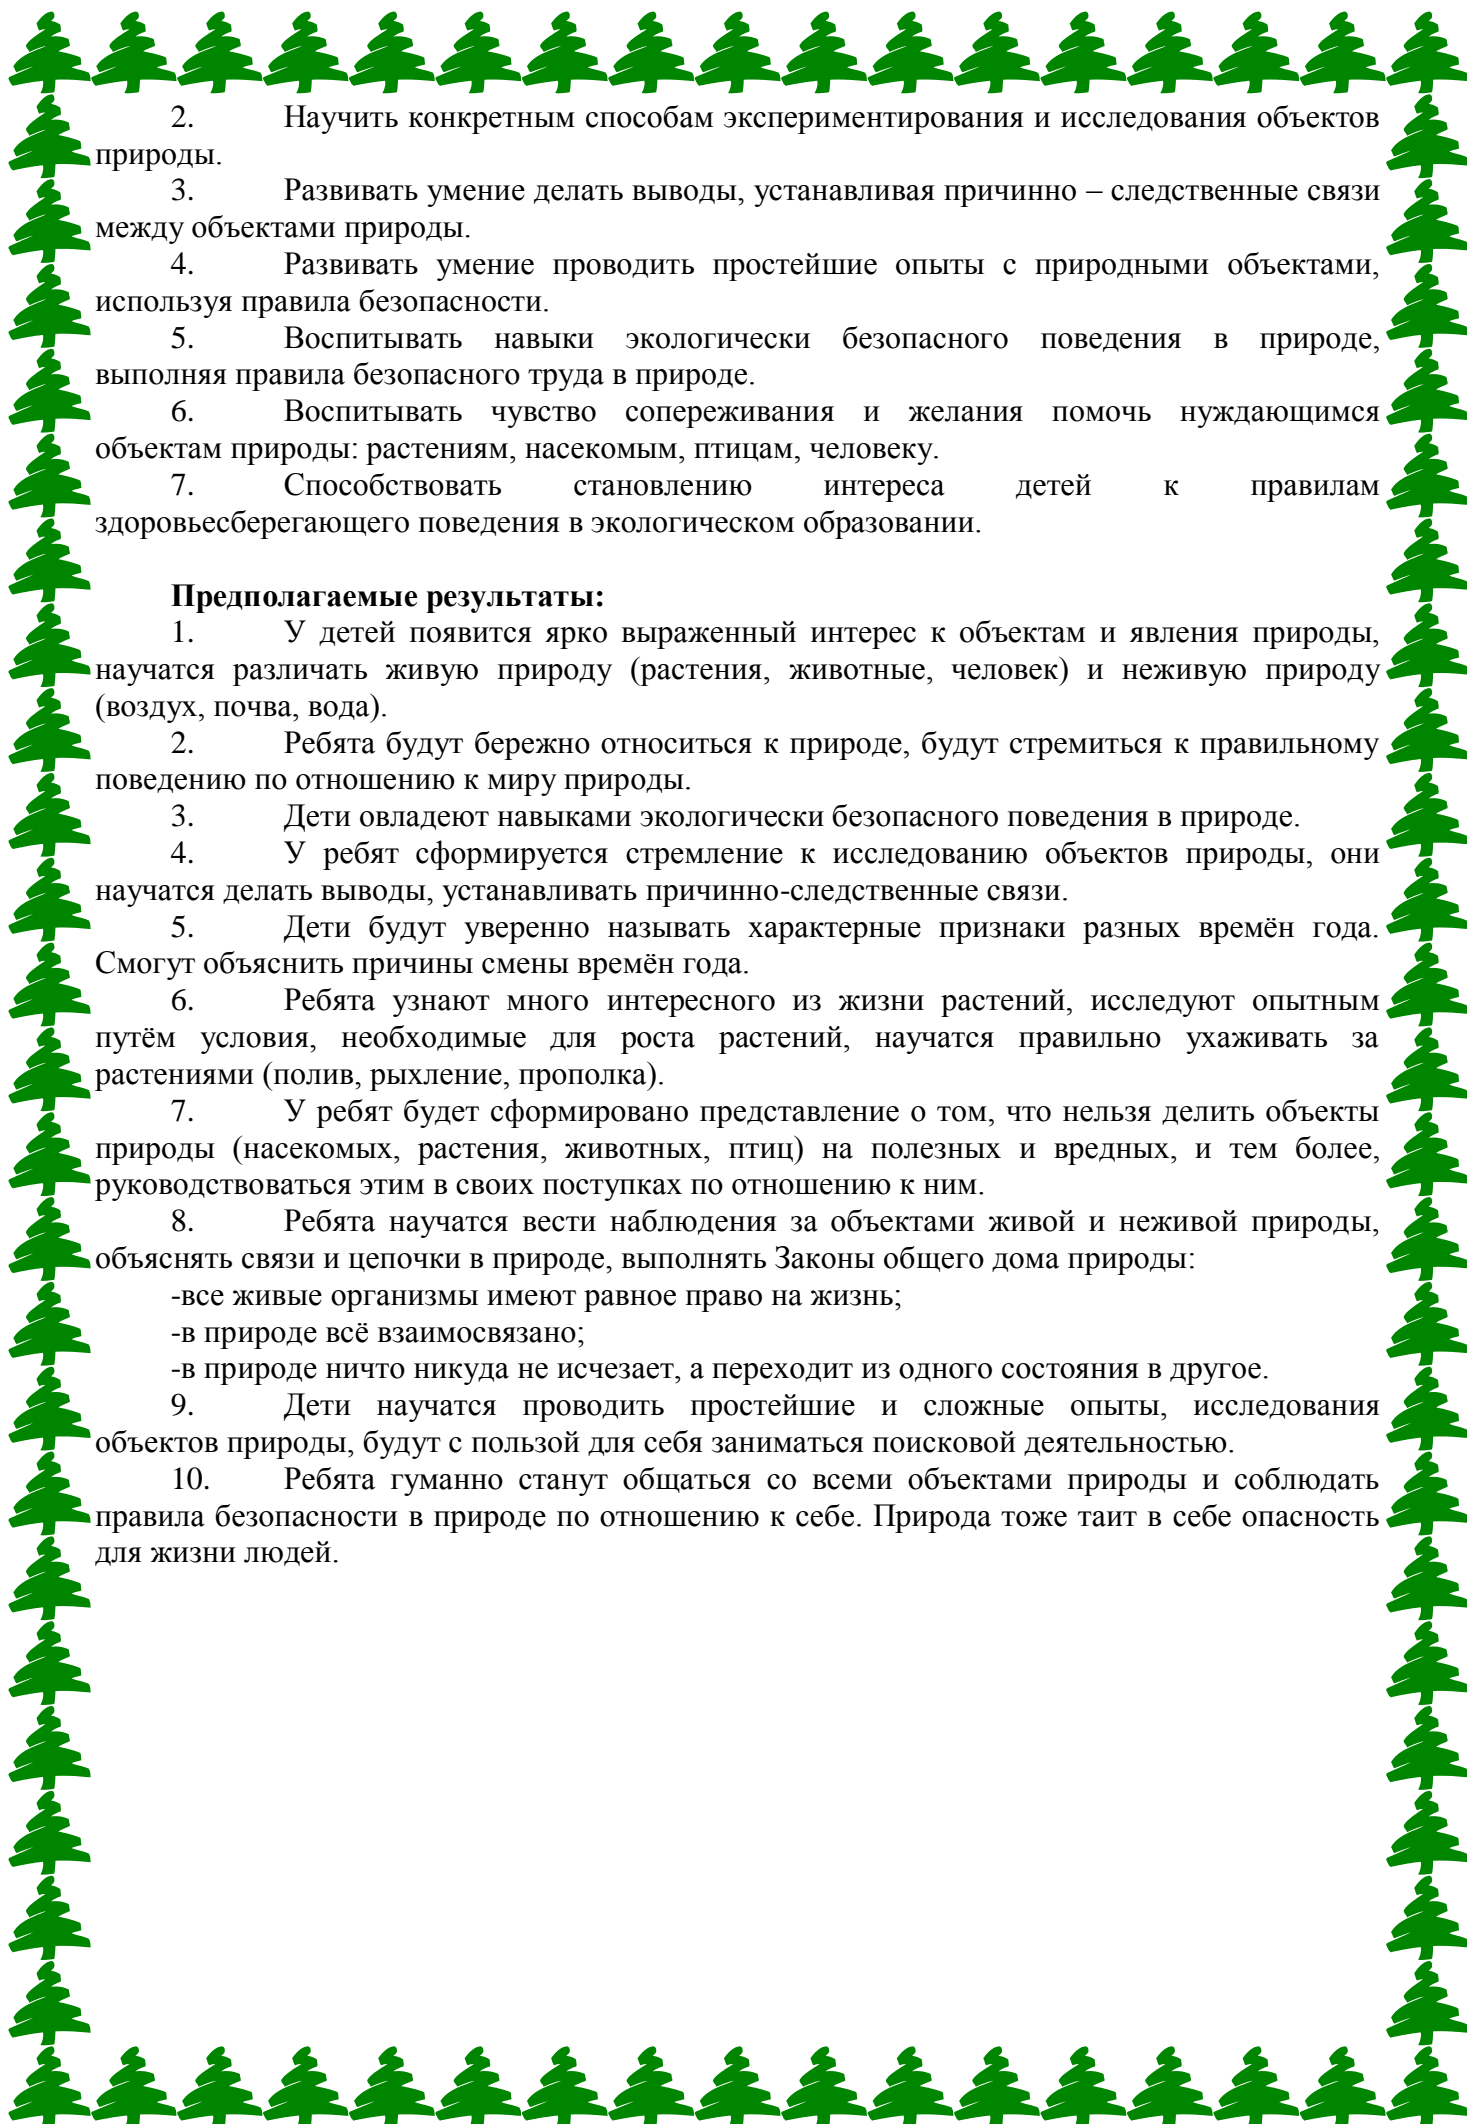 2. Научить конкретным способам экспериментирования и исследования объектов
природы.
3. Развивать умение делать выводы, устанавливая причинно – следственные связи
между объектами природы.
4. Развивать умение проводить простейшие опыты с природными объектами,
используя правила безопасности.
5. Воспитывать навыки экологически безопасного поведения в природе,
выполняя правила безопасного труда в природе.
6. Воспитывать чувство сопереживания и желания помочь нуждающимся
объектам природы: растениям, насекомым, птицам, человеку.
7. Способствовать становлению интереса детей к правилам
здоровьесберегающего поведения в экологическом образовании.
Предполагаемые результаты:
1. У детей появится ярко выраженный интерес к объектам и явления природы,
научатся различать живую природу (растения, животные, человек) и неживую природу
(воздух, почва, вода).
2. Ребята будут бережно относиться к природе, будут стремиться к правильному
поведению по отношению к миру природы.
3. Дети овладеют навыками экологически безопасного поведения в природе.
4. У ребят сформируется стремление к исследованию объектов природы, они
научатся делать выводы, устанавливать причинно-следственные связи.
5. Дети будут уверенно называть характерные признаки разных времён года.
Смогут объяснить причины смены времён года.
6. Ребята узнают много интересного из жизни растений, исследуют опытным
путём условия, необходимые для роста растений, научатся правильно ухаживать за
растениями (полив, рыхление, прополка).
7. У ребят будет сформировано представление о том, что нельзя делить объекты
природы (насекомых, растения, животных, птиц) на полезных и вредных, и тем более,
руководствоваться этим в своих поступках по отношению к ним.
8. Ребята научатся вести наблюдения за объектами живой и неживой природы,
объяснять связи и цепочки в природе, выполнять Законы общего дома природы:
-все живые организмы имеют равное право на жизнь;
-в природе всё взаимосвязано;
-в природе ничто никуда не исчезает, а переходит из одного состояния в другое.
9. Дети научатся проводить простейшие и сложные опыты, исследования
объектов природы, будут с пользой для себя заниматься поисковой деятельностью.
10. Ребята гуманно станут общаться со всеми объектами природы и соблюдать
правила безопасности в природе по отношению к себе. Природа тоже таит в себе опасность
для жизни людей.